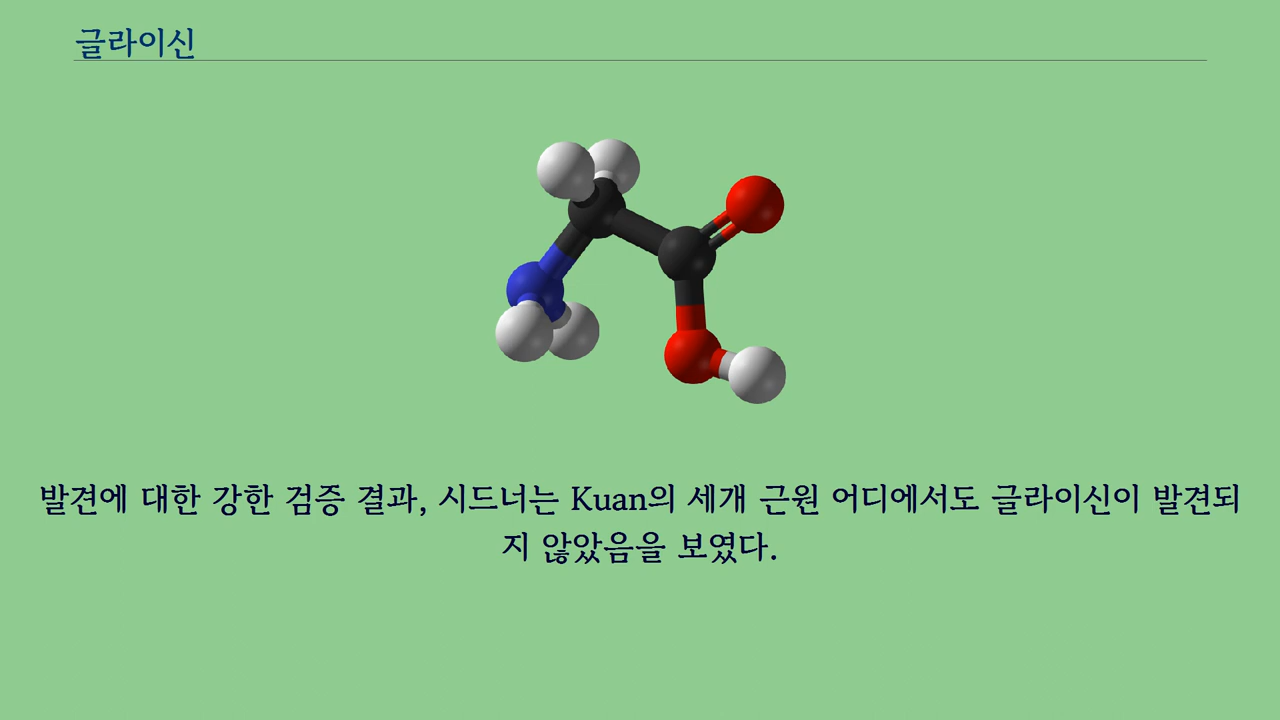 글라이신
발견에 대한 강한 검증 결과, 시드너는 Kuan의 세개 근원 어디에서도 글라이신이 발견되
지 않았음을 보였다.